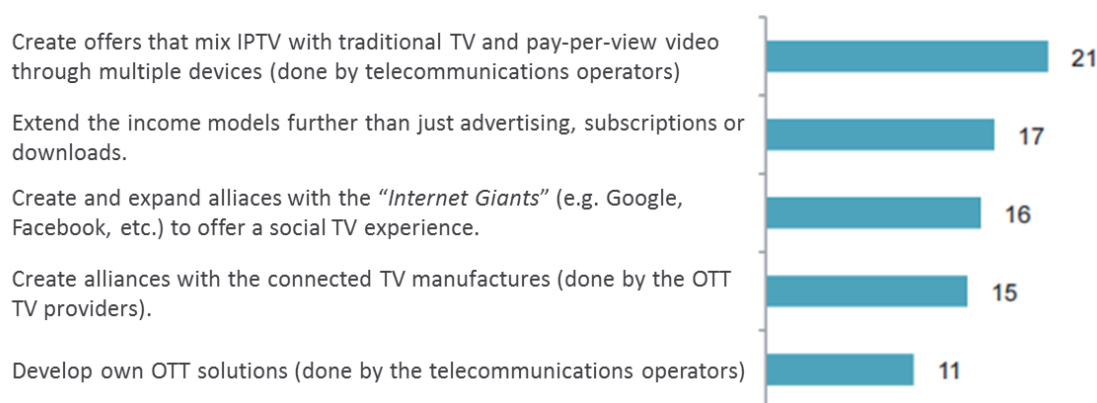 Create offers that mix IPTV with traditional TV and pay-per-view video
through multiple devices (done by telecommunications operators)
21
Extend the income models further than just advertising, subscriptions or
downloads.
17
Create and expand alliaces with the “Internet Giants” (e.g. Google,
Facebook, etc.) to offer a social TV experience.
16
Create alliances with the connected TV manufactures (done by the OTT
TV providers).
15
Develop own OTT solutions (done by the telecommunications operators)
11